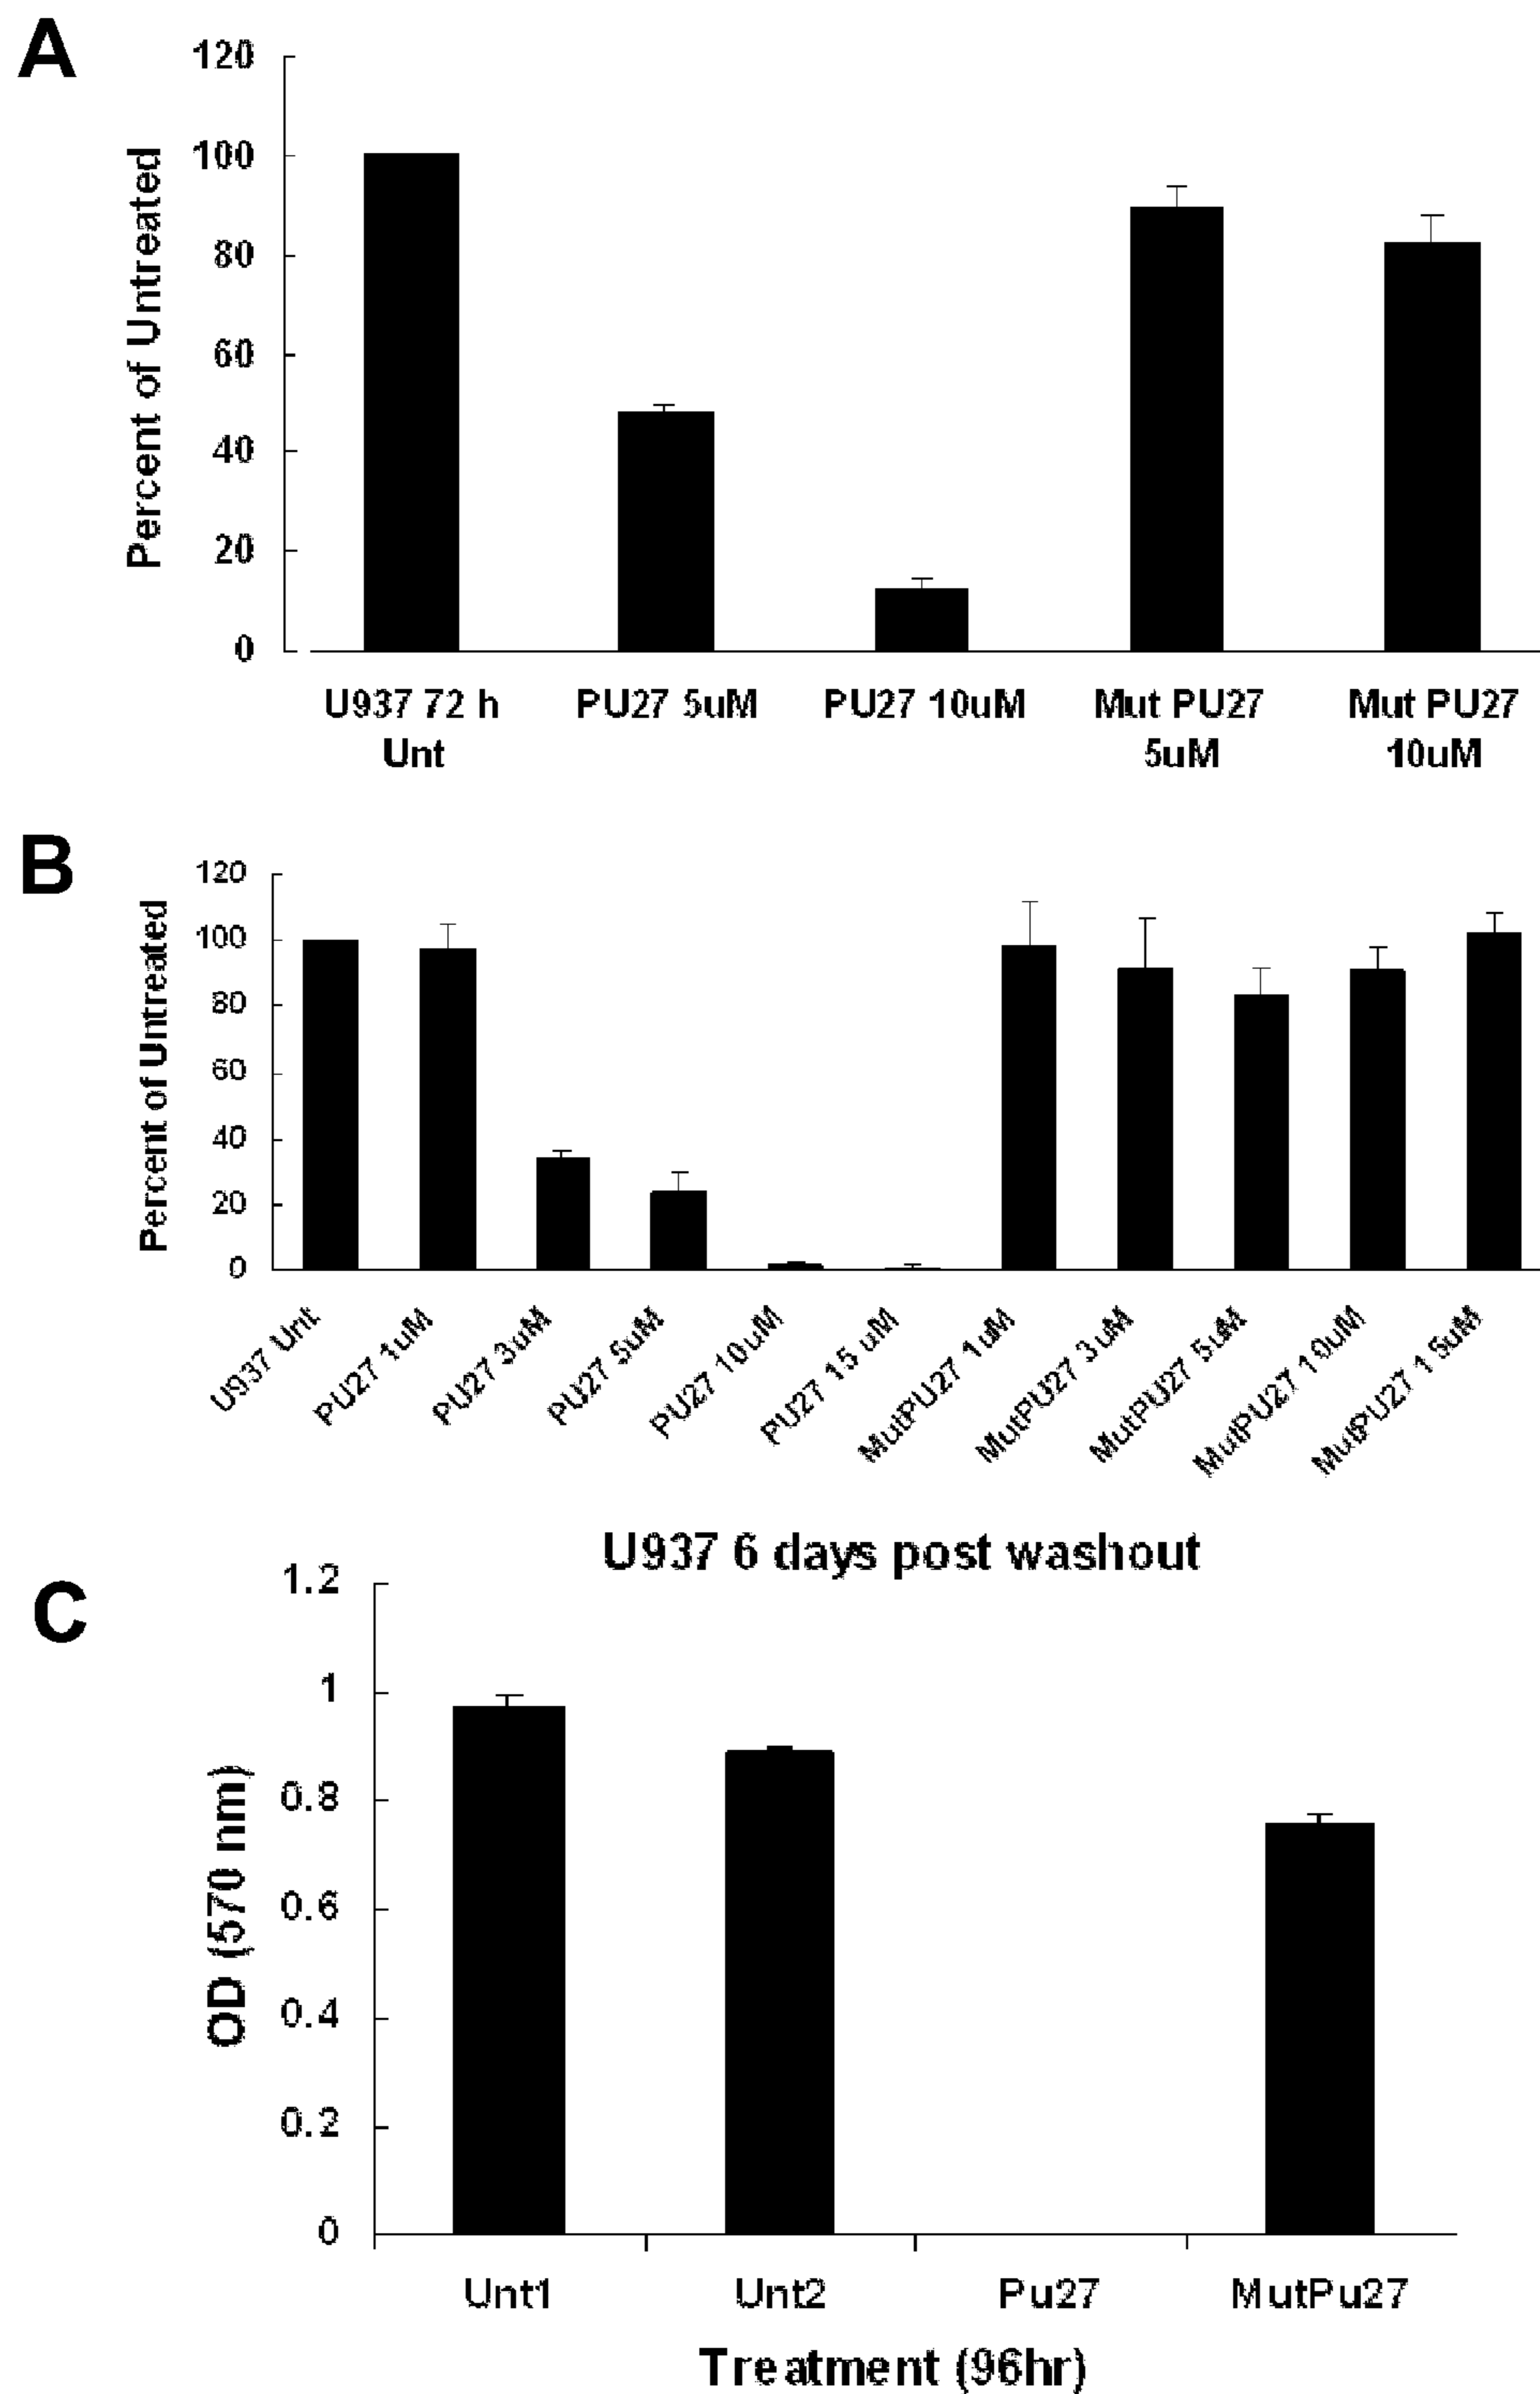 A
Percent of Untreated
120
100
80
60
40
20
0
U937 72 h
Unt
PU27 5uM
PU27 10uM
Mut PU27
5uM
Mut PU27
10uM
B
Percent of Untreated
120
100
80
60
40
20
0
U937 Unt
PU27 1uM
PU27 3uM
PU27 5uM
PU27 10uM
PU27 15 uM
MutPU27 1uM
MutPU27 3uM
MutPU27 5uM
MutPU27 10uM
MutPU27 15uM
C
U937 6 days post washout
OD (570 nm)
1.2
1
0.8
0.6
0.4
0.2
0
Unt1
Unt2
Pu27
MutPu27
Treatment (96hr)